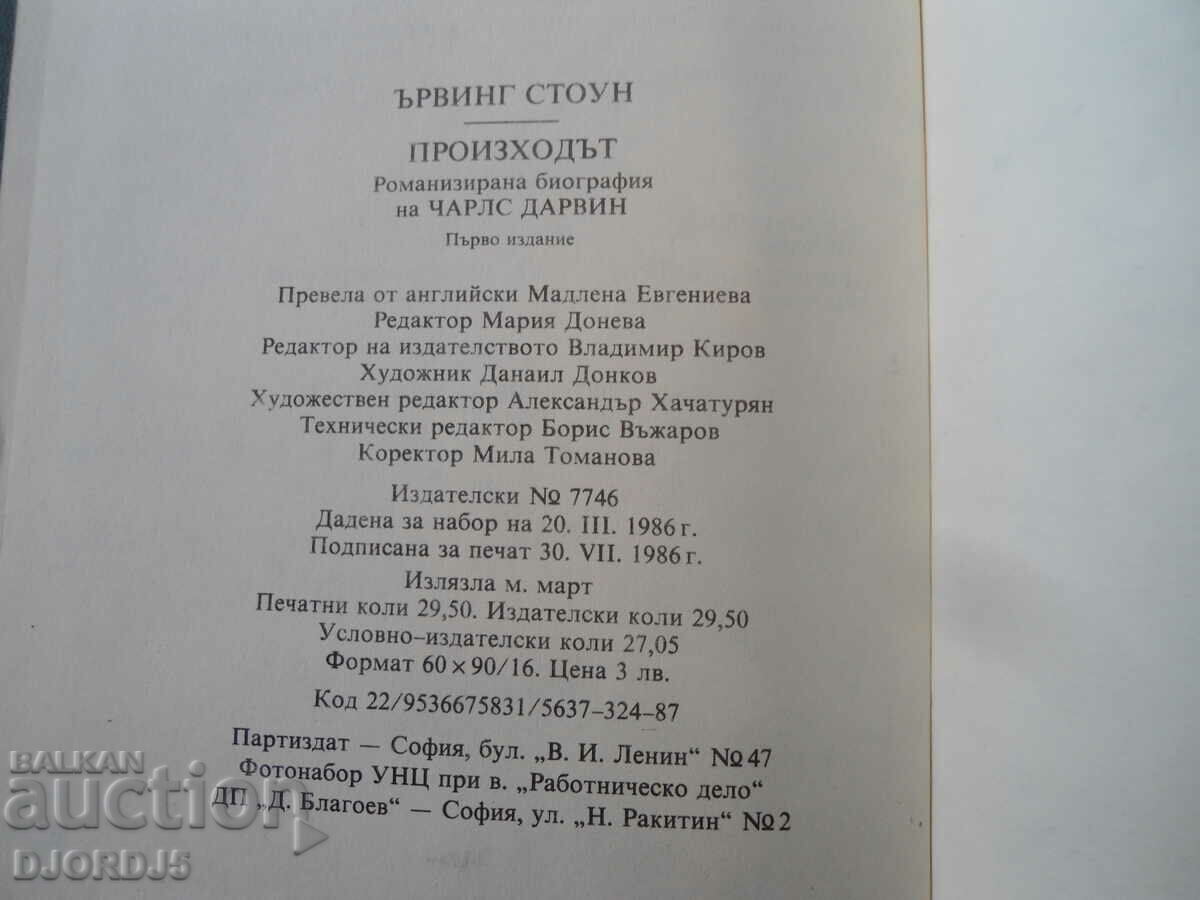 ЪРВИНГ СТОУН
ПРОИЗХОДЪТ
Романизирана биография
на ЧАРЛС ДАРВИН
Първо издание
Превела от английски Мадлена Евгениева
Редактор Мария Донева
Редактор на издателството Владимир Киров
Художник Данаил Донков
Художествен редактор Александър Хачатурян
Технически редактор Борис Въжаров
Коректор Мила Томанова
Издателски № 7746
Дадена за набор на 20. III. 1986 г.
Подписана за печат 30. VII. 1986 г.
Излязла м. март
Печатни коли 29,50. Издателски коли 29,50
Условно-издателски коли 27,05
Формат 60×90/16. Цена 3 лв.
Код 22/9536675831/5637–324–87
Партиздат — София, бул. „В. И. Ленин“ № 47
Фотонабор УНЦ при в. „Работническо дело“
ДП „Д. Благоев“ — София, ул. „Н. Ракитин“ № 2
BALKAN
auction
DJORDJ5